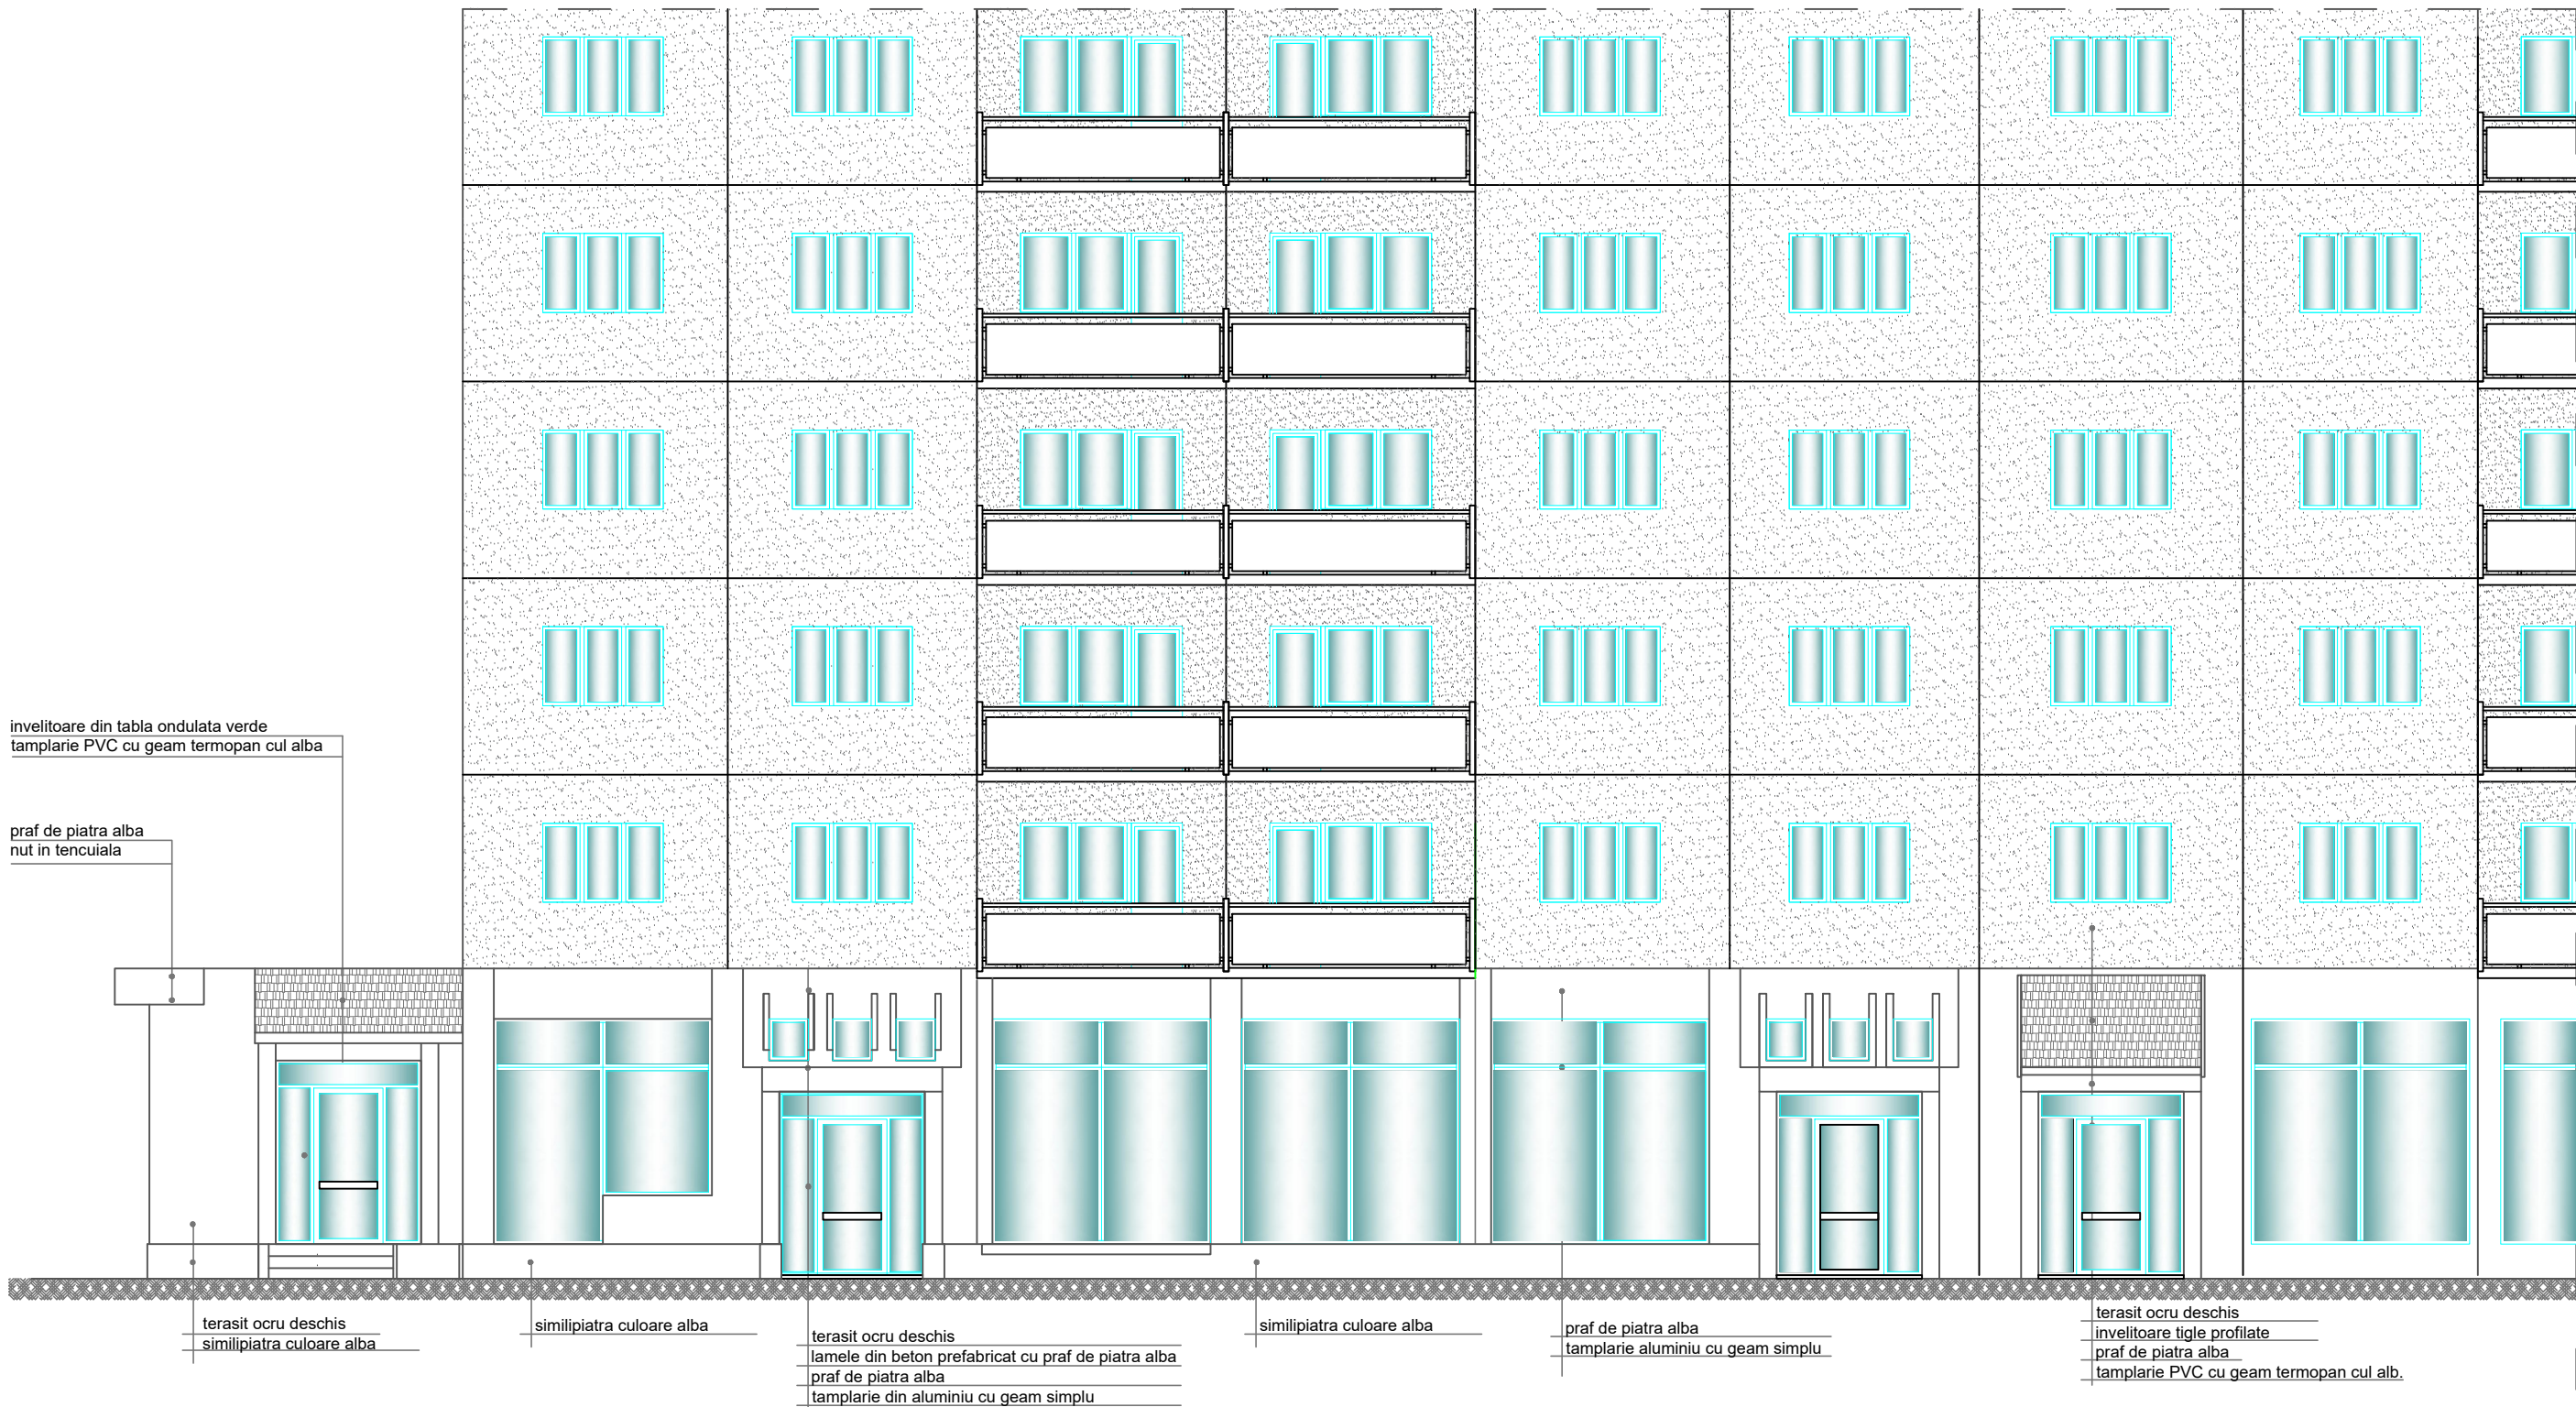 invelitoare din tabla ondulata verde
tamplarie PVC cu geam termopan cul alba
praf de piatra alba
nut in tencuiala
terasit ocru deschis
similipiatra culoare alba
similipiatra culoare alba
terasit ocru deschis
lamele din beton prefabricat cu praf de piatra alba
praf de piatra alba
tamplarie din aluminiu cu geam simplu
similipiatra culoare alba
praf de piatra alba
tamplarie aluminiu cu geam simplu
terasit ocru deschis
invelitoare tigle profilate
praf de piatra alba
tamplarie PVC cu geam termopan cul alb.